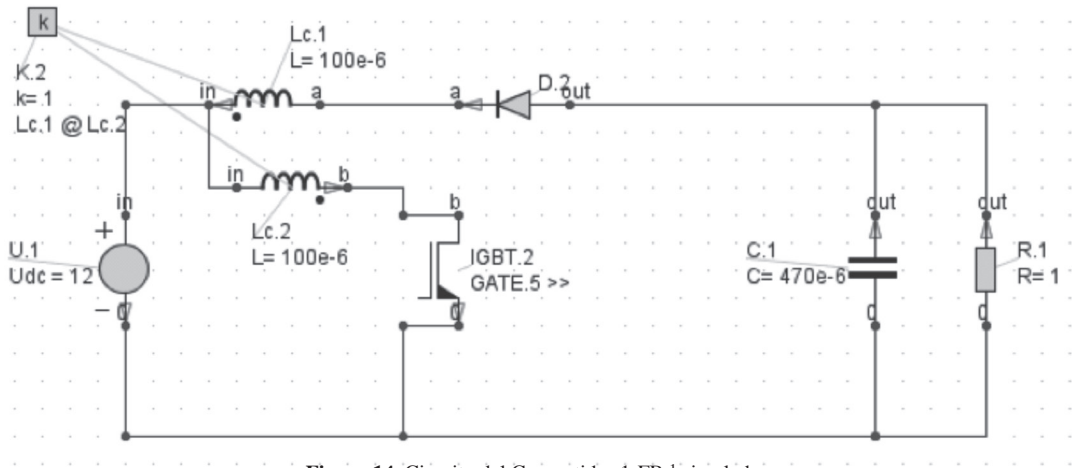 k
Lc.1
L= 100e-6
K.2
k= 1
Lc.1 @ Lc.2
in
a
a
D.2
out
in
b
Lc.2
L= 100e-6
b
in
+
U.1
Udc = 12
−
0
IGBT.2
GATE.5 >>
0
out
C.1
C= 470e-6
0
out
R.1
R= 1
0